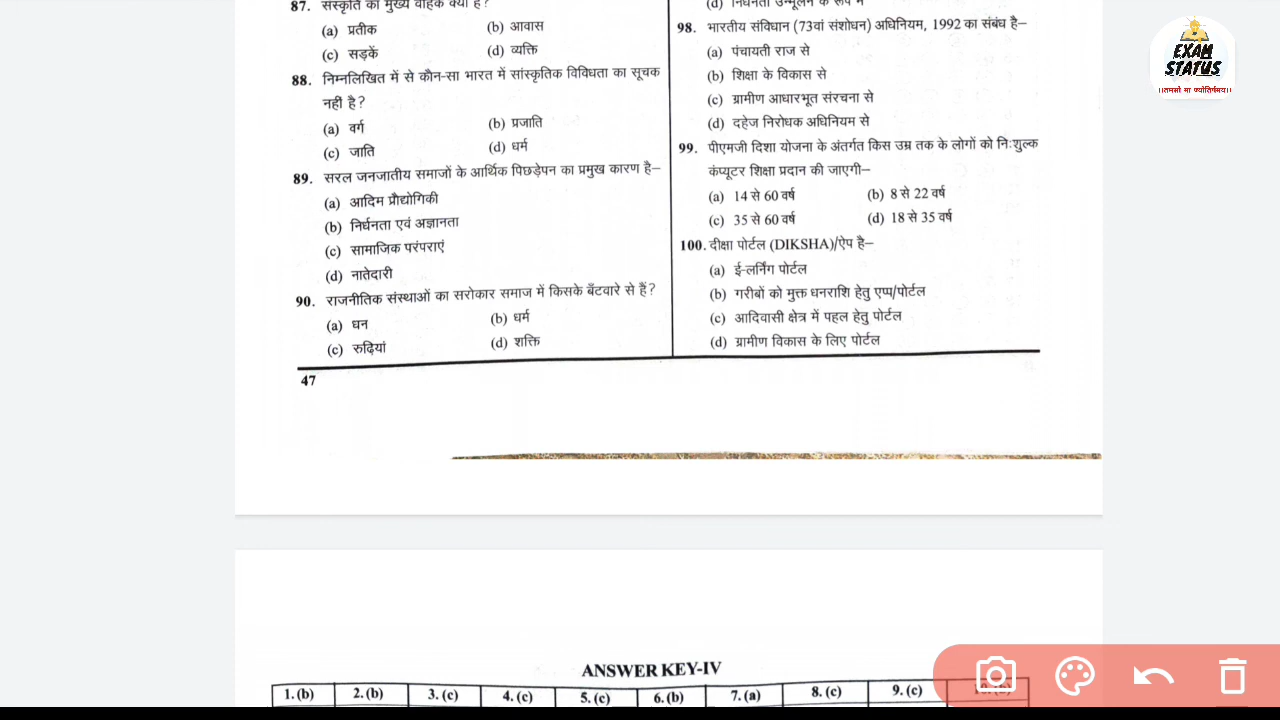 87. संस्कृति का मुख्य वाहक क्या है?
(a) प्रतीक (b) आवास
(c) सड़कें (d) व्यक्ति
88. निम्नलिखित में से कौन-सा भारत में सांस्कृतिक विविधता का सूचक
नहीं है?
(a) वर्ग (b) प्रजाति
(c) जाति (d) धर्म
89. सरल जनजातीय समाजों के आर्थिक पिछड़ेपन का प्रमुख कारण है–
(a) आदिम प्रौद्योगिकी
(b) निर्धनता एवं अज्ञानता
(c) सामाजिक परंपराएं
(d) नातेदारी
90. राजनीतिक संस्थाओं का सरोकार समाज में किसके बँटवारे से हैं?
(a) धन (b) धर्म
(c) रुढ़ियां (d) शक्ति
47
(d) निर्धनता उन्मूलन के रूप में
98. भारतीय संविधान (73वां संशोधन) अधिनियम, 1992 का संबंध है–
(a) पंचायती राज से
(b) शिक्षा के विकास से
(c) ग्रामीण आधारभूत संरचना से
(d) दहेज निरोधक अधिनियम से
99. पीएमजी दिशा योजना के अंतर्गत किस उम्र तक के लोगों को निःशुल्क
कंप्यूटर शिक्षा प्रदान की जाएगी–
(a) 14 से 60 वर्ष (b) 8 से 22 वर्ष
(c) 35 से 60 वर्ष (d) 18 से 35 वर्ष
100. दीक्षा पोर्टल (DIKSHA)/ऐप है–
(a) ई-लर्निंग पोर्टल
(b) गरीबों को मुक्त धनराशि हेतु एप्प/पोर्टल
(c) आदिवासी क्षेत्र में पहल हेतु पोर्टल
(d) ग्रामीण विकास के लिए पोर्टल
EXAM
STATUS
।।तमसो मा ज्योतिर्गमय।।
ANSWER KEY-IV
1. (b) 2. (b) 3. (c) 4. (c) 5. (c) 6. (b) 7. (a) 8. (c) 9. (c)